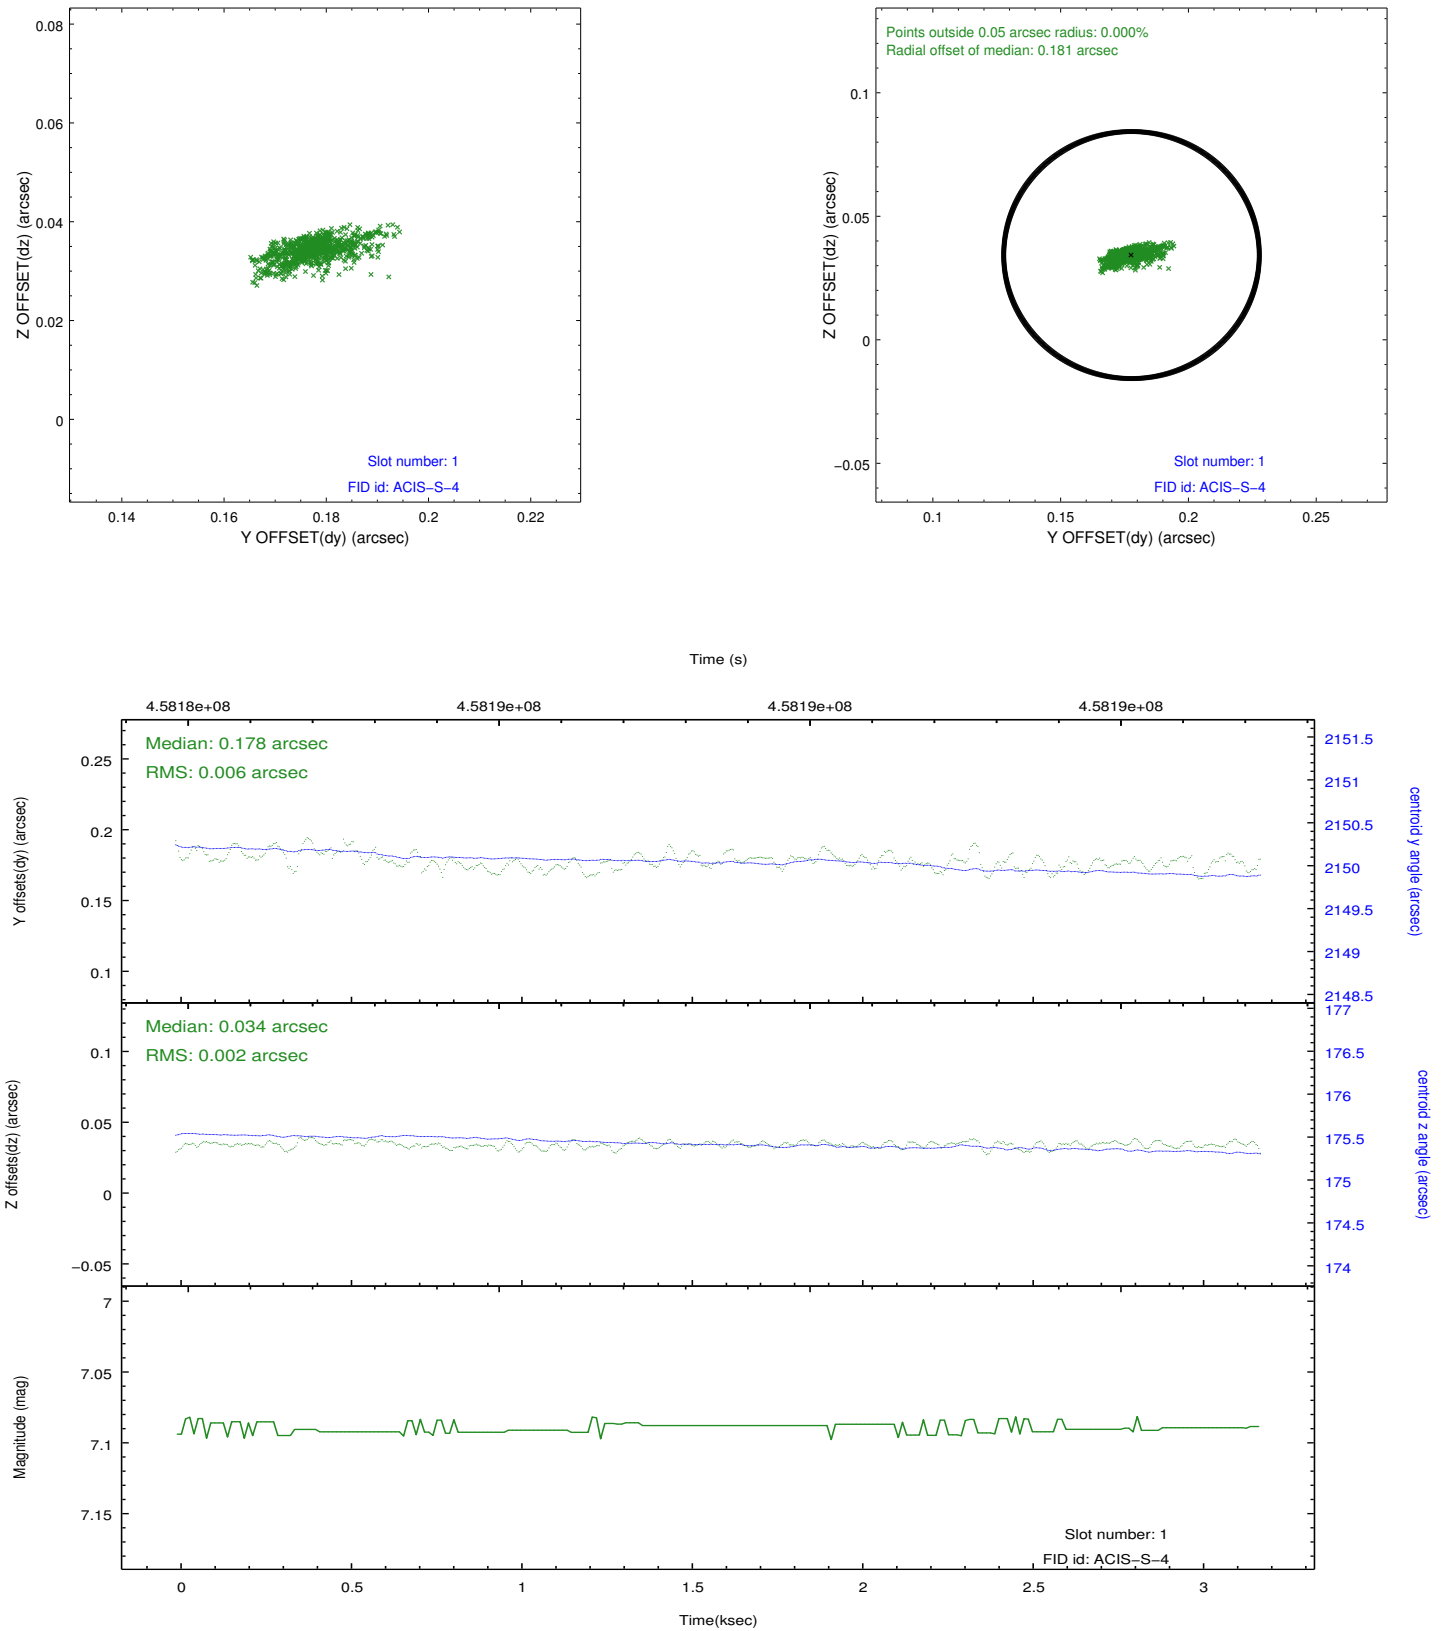 0.08
0.06
0.04
0.02
0
Z OFFSET(dz) (arcsec)
Slot number: 1
FID id: ACIS−S−4
0.14 0.16 0.18 0.2 0.22
Y OFFSET(dy) (arcsec)
Points outside 0.05 arcsec radius: 0.000%
Radial offset of median: 0.181 arcsec
0.1
0.05
0
−0.05
Z OFFSET(dz) (arcsec)
Slot number: 1
FID id: ACIS−S−4
0.1 0.15 0.2 0.25
Y OFFSET(dy) (arcsec)
Time (s)
4.5818e+08 4.5819e+08 4.5819e+08 4.5819e+08
Median: 0.178 arcsec
RMS: 0.006 arcsec
0.25
0.2
0.15
0.1
Y offsets(dy) (arcsec)
2151.5
2151
2150.5
2150
2149.5
2149
2148.5
centroid y angle (arcsec)
Median: 0.034 arcsec
RMS: 0.002 arcsec
0.1
0.05
0
−0.05
Z offsets(dz) (arcsec)
177
176.5
176
175.5
175
174.5
174
centroid z angle (arcsec)
7
7.05
7.1
7.15
Magnitude (mag)
Slot number: 1
FID id: ACIS−S−4
0 0.5 1 1.5 2 2.5 3
Time(ksec)